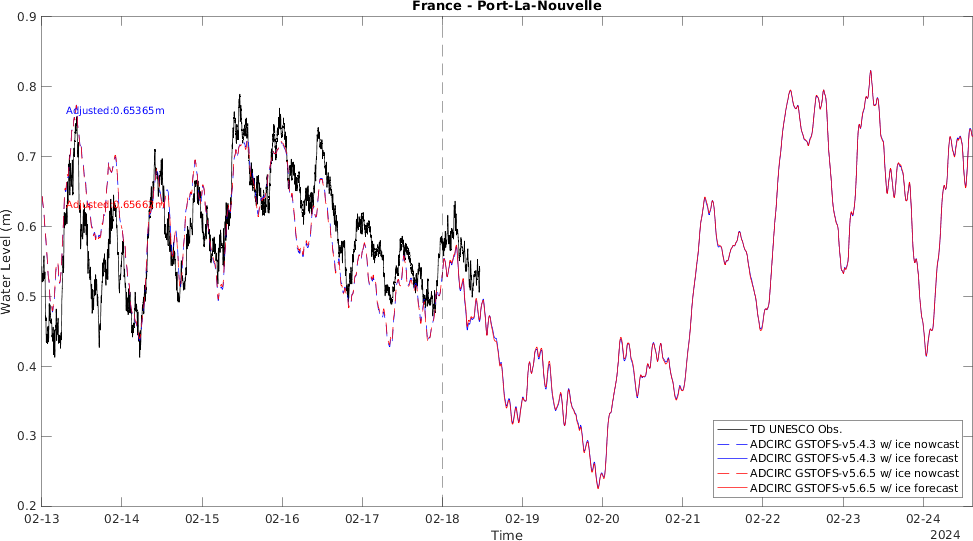 France - Port-La-Nouvelle
0.9
0.8
0.7
0.6
0.5
0.4
0.3
0.2
Water Level (m)
Adjusted:0.65365m
Adjusted:0.65662m
TD UNESCO Obs.
ADCIRC GSTOFS-v5.4.3 w/ ice nowcast
ADCIRC GSTOFS-v5.4.3 w/ ice forecast
ADCIRC GSTOFS-v5.6.5 w/ ice nowcast
ADCIRC GSTOFS-v5.6.5 w/ ice forecast
02-13 02-14 02-15 02-16 02-17 02-18 02-19 02-20 02-21 02-22 02-23 02-24
Time
2024